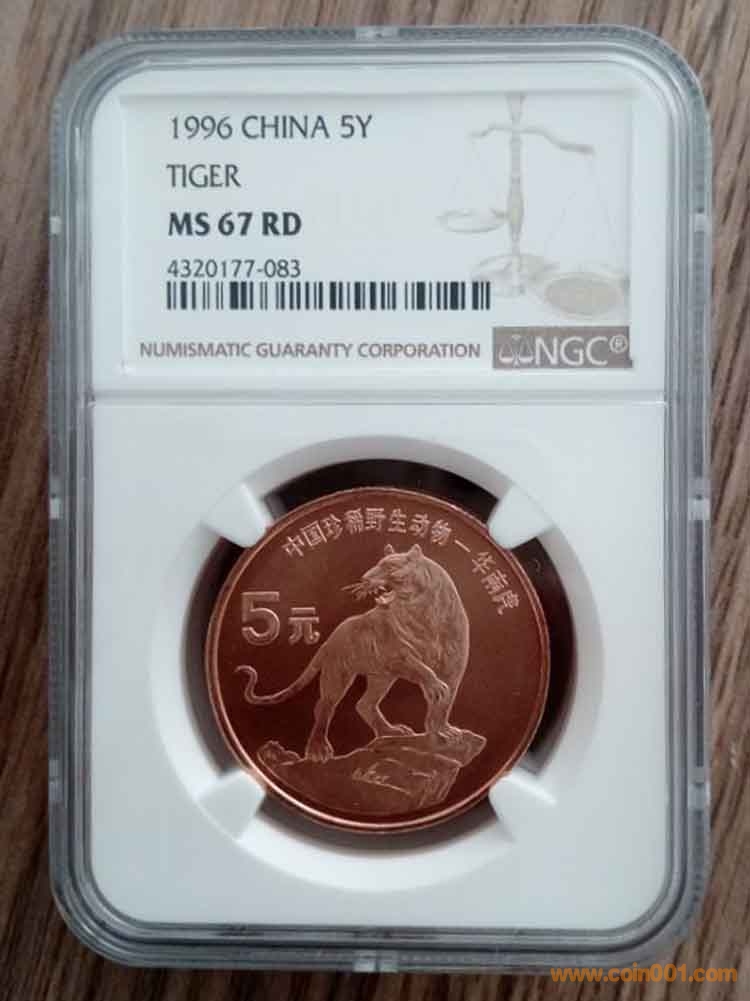 1996 CHINA 5Y
TIGER
MS 67 RD
4320177-083
NUMISMATIC GUARANTY CORPORATION
NGC®
中国珍稀野生动物－华南虎
5元
www.coin001.com